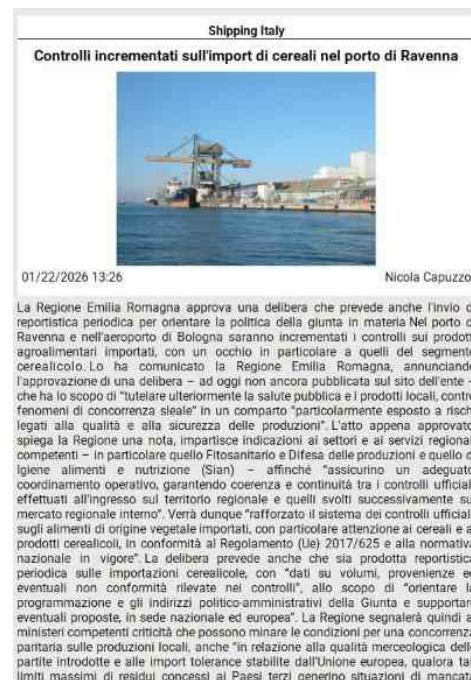 Shipping Italy
Controlli incrementati sull'import di cereali nel porto di Ravenna
01/22/2026 13:26
Nicola Capuzzo
La Regione Emilia Romagna approva una delibera che prevede anche l'invio d
reportistica periodica per orientare la politica della giunta in materia Nel porto d
Ravenna e nell'aeroporto di Bologna saranno incrementati i controlli sui prodott
agroalimentari importati, con un occhio in particolare a quelli del segmento
cerealicolo. Lo ha comunicato la Regione Emilia Romagna, annunciando
l'approvazione di una delibera – ad oggi non ancora pubblicata sul sito dell'ente –
che ha lo scopo di "tutelare ulteriormente la salute pubblica e i prodotti locali, contro
fenomeni di concorrenza sleale" in un comparto "particolarmente esposto a risch
legati alla qualità e alla sicurezza delle produzioni". L'atto appena approvato
spiega la Regione una nota, impartisce indicazioni ai settori e ai servizi regional
competenti – in particolare quello Fitosanitario e Difesa delle produzioni e quello d
Igiene alimenti e nutrizione (Sian) – affinché "assicurino un adeguato
coordinamento operativo, garantendo coerenza e continuità tra i controlli ufficial
effettuati all'ingresso sul territorio regionale e quelli svolti successivamente su
mercato regionale interno". Verrà dunque "rafforzato il sistema dei controlli ufficial
sugli alimenti di origine vegetale importati, con particolare attenzione ai cereali e a
prodotti cerealicoli, in conformità al Regolamento (Ue) 2017/625 e alla normativa
nazionale in vigore". La delibera prevede anche che sia prodotta reportistica
periodica sulle importazioni cerealicole, con "dati su volumi, provenienze ed
eventuali non conformità rilevate nei controlli", allo scopo di "orientare la
programmazione e gli indirizzi politico-amministrativi della Giunta e supportare
eventuali proposte, in sede nazionale ed europea". La Regione segnalerà quindi a
ministeri competenti criticità che possono minare le condizioni per una concorrenza
paritaria sulle produzioni locali, anche "in relazione alla qualità merceologica delle
partite introdotte e alle import tolerance stabilite dall'Unione europea, qualora ta
limiti massimi di residui concessi ai Paesi terzi generino situazioni di mancat